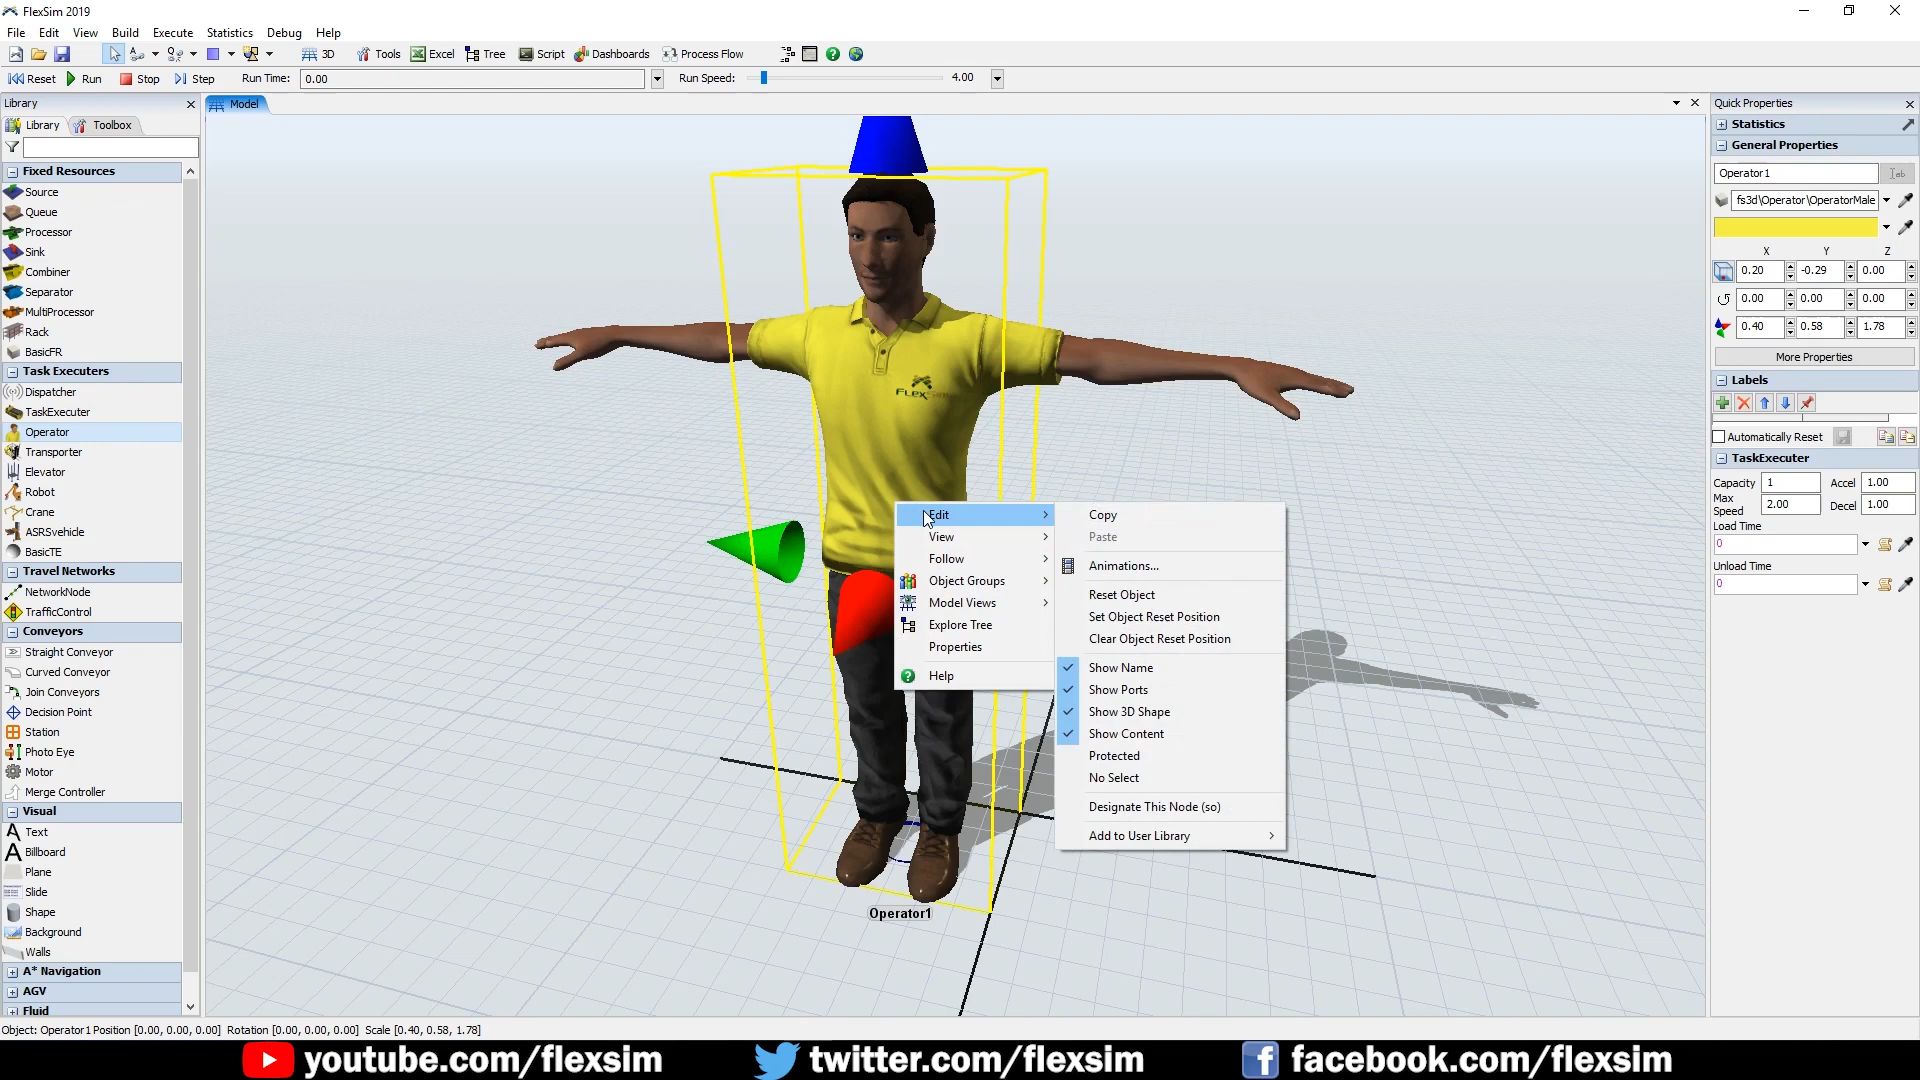 FlexSim 2019
File Edit View Build Execute Statistics Debug Help
3D Tools Excel Tree Script Dashboards Process Flow
Reset Run Stop Step Run Time: 0.00 Run Speed: 4.00
Library
Library Toolbox
Fixed Resources
Source
Queue
Processor
Sink
Combiner
Separator
MultiProcessor
Rack
BasicFR
Task Executers
Dispatcher
TaskExecuter
Operator
Transporter
Elevator
Robot
Crane
ASRSvehicle
BasicTE
Travel Networks
NetworkNode
TrafficControl
Conveyors
Straight Conveyor
Curved Conveyor
Join Conveyors
Decision Point
Station
Photo Eye
Motor
Merge Controller
Visual
Text
Billboard
Plane
Slide
Shape
Background
Walls
A* Navigation
AGV
Fluid
Model
Operator1
Edit
View
Follow
Object Groups
Model Views
Explore Tree
Properties
Help
Copy
Paste
Animations...
Reset Object
Set Object Reset Position
Clear Object Reset Position
Show Name
Show Ports
Show 3D Shape
Show Content
Protected
No Select
Designate This Node (so)
Add to User Library
Quick Properties
Statistics
General Properties
Operator1
fs3d\Operator\OperatorMale
X Y Z
0.20 -0.29 0.00
0.00 0.00 0.00
0.40 0.58 1.78
More Properties
Labels
Automatically Reset
TaskExecuter
Capacity 1 Accel 1.00
Max Speed 2.00 Decel 1.00
Load Time
0
Unload Time
0
Object: Operator1 Position [0.00, 0.00, 0.00] Rotation [0.00, 0.00, 0.00] Scale [0.40, 0.58, 1.78]
youtube.com/flexsim twitter.com/flexsim facebook.com/flexsim